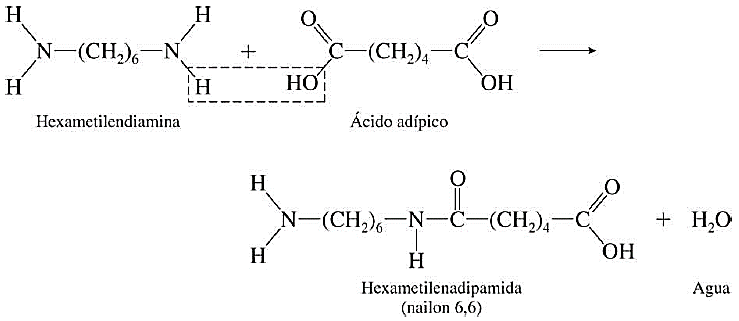 H H O O
N—(CH₂)₆—N + C—(CH₂)₄—C ⟶
H H HO OH
Hexametilendiamina Ácido adípico
H O O
N—(CH₂)₆—N—C—(CH₂)₄—C + H₂O
H H OH
Hexametilenadipamida Agua
(nailon 6,6)